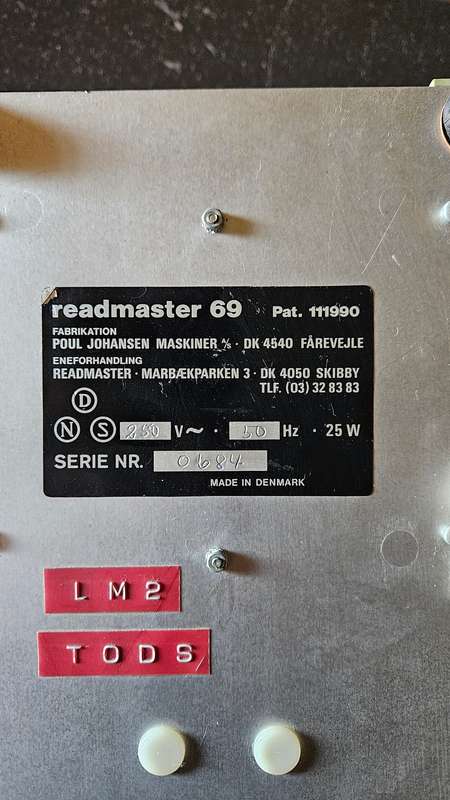 readmaster 69 Pat. 111990
FABRIKATION
POUL JOHANSEN MASKINER A/S · DK 4540 FÅREVEJLE
ENEFORHANDLING
READMASTER · MARBÆKPARKEN 3 · DK 4050 SKIBBY
TLF. (03) 32 83 83
D
N S 250 V~ · 50 Hz · 25 W
SERIE NR. 0684
MADE IN DENMARK
LM2
TODS